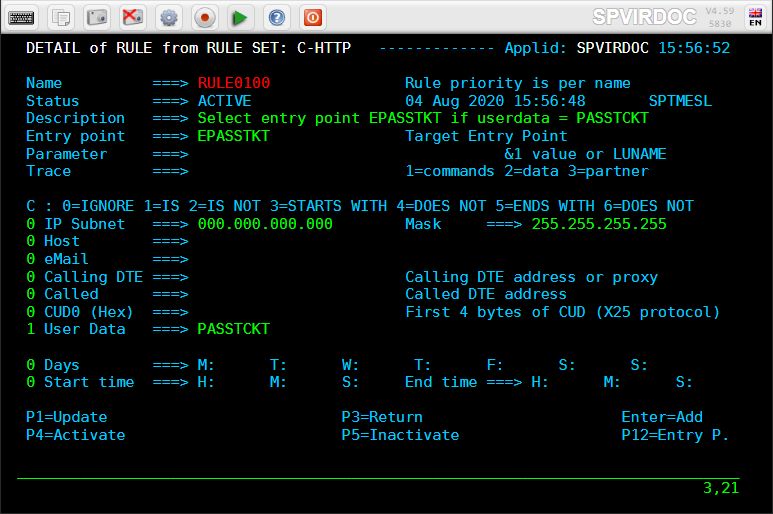 SPVIRDOC V4.59 5830
DETAIL of RULE from RULE SET: C-HTTP   ------------- Applid: SPVIRDOC 15:56:52
Name          ===> RULE0100               Rule priority is per name
Status        ===> ACTIVE                 04 Aug 2020 15:56:48       SPTMESL
Description   ===> Select entry point EPASSTKT if userdata = PASSTCKT
Entry point   ===> EPASSTKT               Target Entry Point
Parameter     ===>                                   &1 value or LUNAME
Trace         ===>                        1=commands 2=data 3=partner
C : 0=IGNORE 1=IS 2=IS NOT 3=STARTS WITH 4=DOES NOT 5=ENDS WITH 6=DOES NOT
0 IP Subnet   ===> 000.000.000.000        Mask     ===> 255.255.255.255
0 Host        ===>
0 eMail       ===>
0 Calling DTE ===>                        Calling DTE address or proxy
0 Called      ===>                        Called DTE address
0 CUD0 (Hex)  ===>                        First 4 bytes of CUD (X25 protocol)
1 User Data   ===> PASSTCKT
0 Days        ===> M:      T:      W:      T:      F:      S:      S:
0 Start time  ===> H:      M:      S:     End time ===> H:      M:      S:
P1=Update                          P3=Return                      Enter=Add
P4=Activate                        P5=Inactivate                  P12=Entry P.
3,21